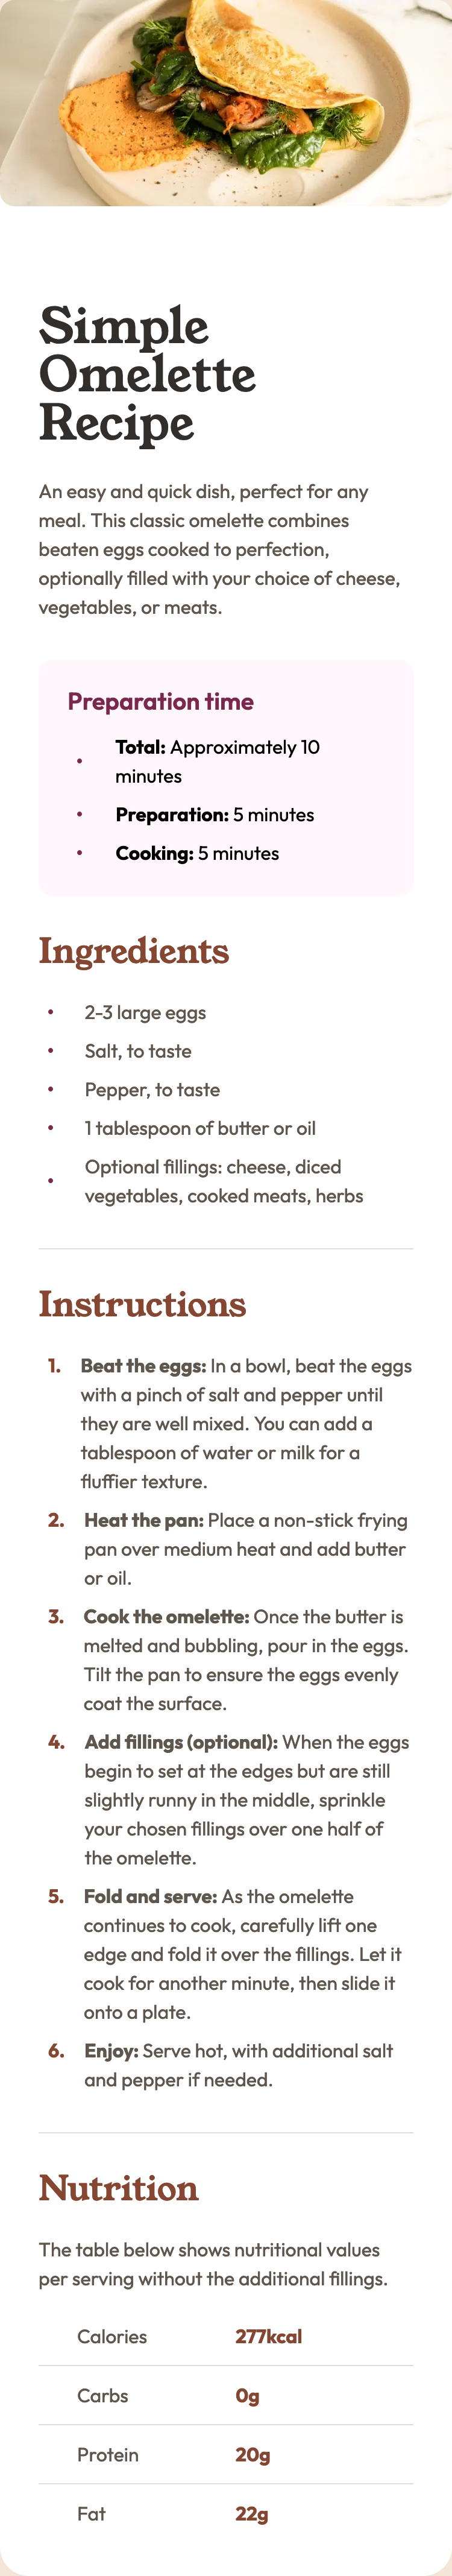 Simple
Omelette
Recipe
An easy and quick dish, perfect for any
meal. This classic omelette combines
beaten eggs cooked to perfection,
optionally filled with your choice of cheese,
vegetables, or meats.
Preparation time
• Total: Approximately 10
minutes
• Preparation: 5 minutes
• Cooking: 5 minutes
Ingredients
• 2-3 large eggs
• Salt, to taste
• Pepper, to taste
• 1 tablespoon of butter or oil
• Optional fillings: cheese, diced
vegetables, cooked meats, herbs
Instructions
1. Beat the eggs: In a bowl, beat the eggs
with a pinch of salt and pepper until
they are well mixed. You can add a
tablespoon of water or milk for a
fluffier texture.
2. Heat the pan: Place a non-stick frying
pan over medium heat and add butter
or oil.
3. Cook the omelette: Once the butter is
melted and bubbling, pour in the eggs.
Tilt the pan to ensure the eggs evenly
coat the surface.
4. Add fillings (optional): When the eggs
begin to set at the edges but are still
slightly runny in the middle, sprinkle
your chosen fillings over one half of
the omelette.
5. Fold and serve: As the omelette
continues to cook, carefully lift one
edge and fold it over the fillings. Let it
cook for another minute, then slide it
onto a plate.
6. Enjoy: Serve hot, with additional salt
and pepper if needed.
Nutrition
The table below shows nutritional values
per serving without the additional fillings.
Calories 277kcal
Carbs 0g
Protein 20g
Fat 22g